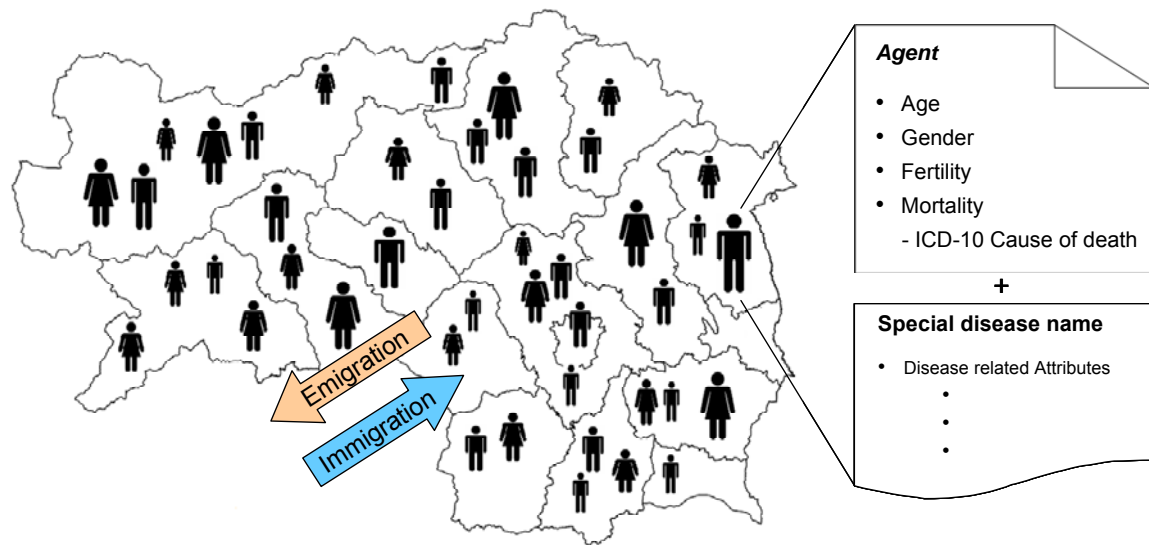 Agent
• Age
• Gender
• Fertility
• Mortality
- ICD-10 Cause of death
+
Special disease name
• Disease related Attributes
•
•
•
Emigration
Immigration